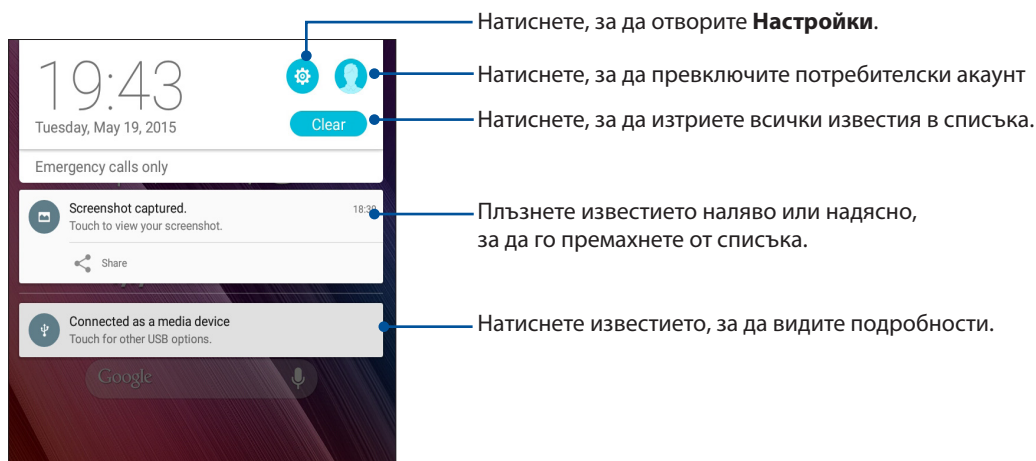 Натиснете, за да отворите Настройки.
19:43
Натиснете, за да превключите потребителски акаунт
Tuesday, May 19, 2015
Clear
Натиснете, за да изтриете всички известия в списъка.
Emergency calls only
Screenshot captured.
Touch to view your screenshot.
Share
Плъзнете известието наляво или надясно,
за да го премахнете от списъка.
Connected as a media device
Touch for other USB options.
Натиснете известието, за да видите подробности.
Google